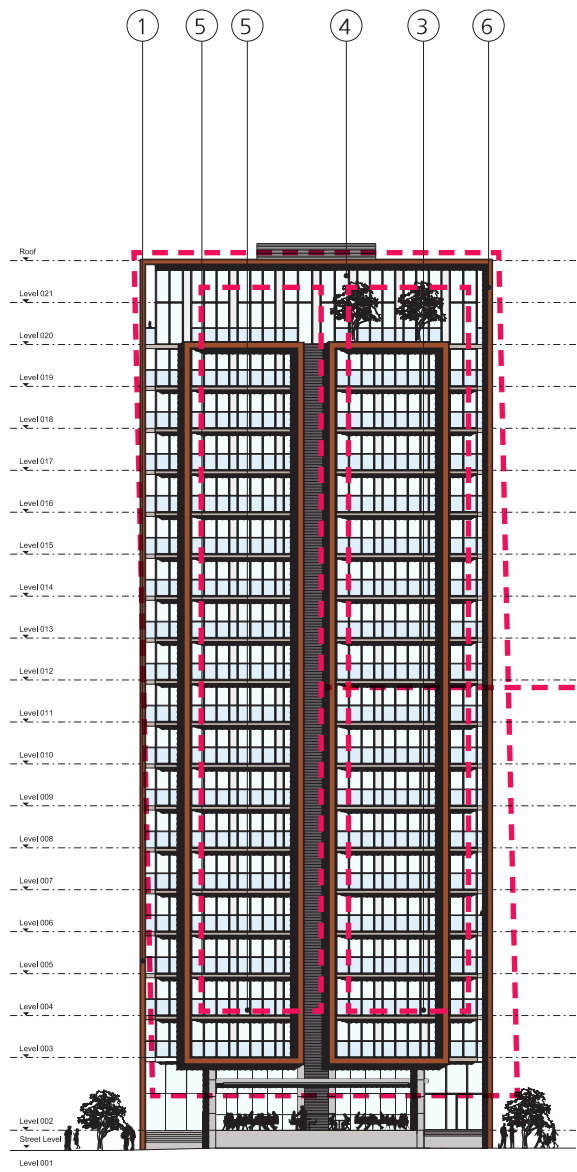 1 5 5 4 3 6
Roof
Level 021
Level 020
Level 019
Level 018
Level 017
Level 016
Level 015
Level 014
Level 013
Level 012
Level 011
Level 010
Level 009
Level 008
Level 007
Level 006
Level 005
Level 004
Level 003
Level 002
Street Level
Level 001